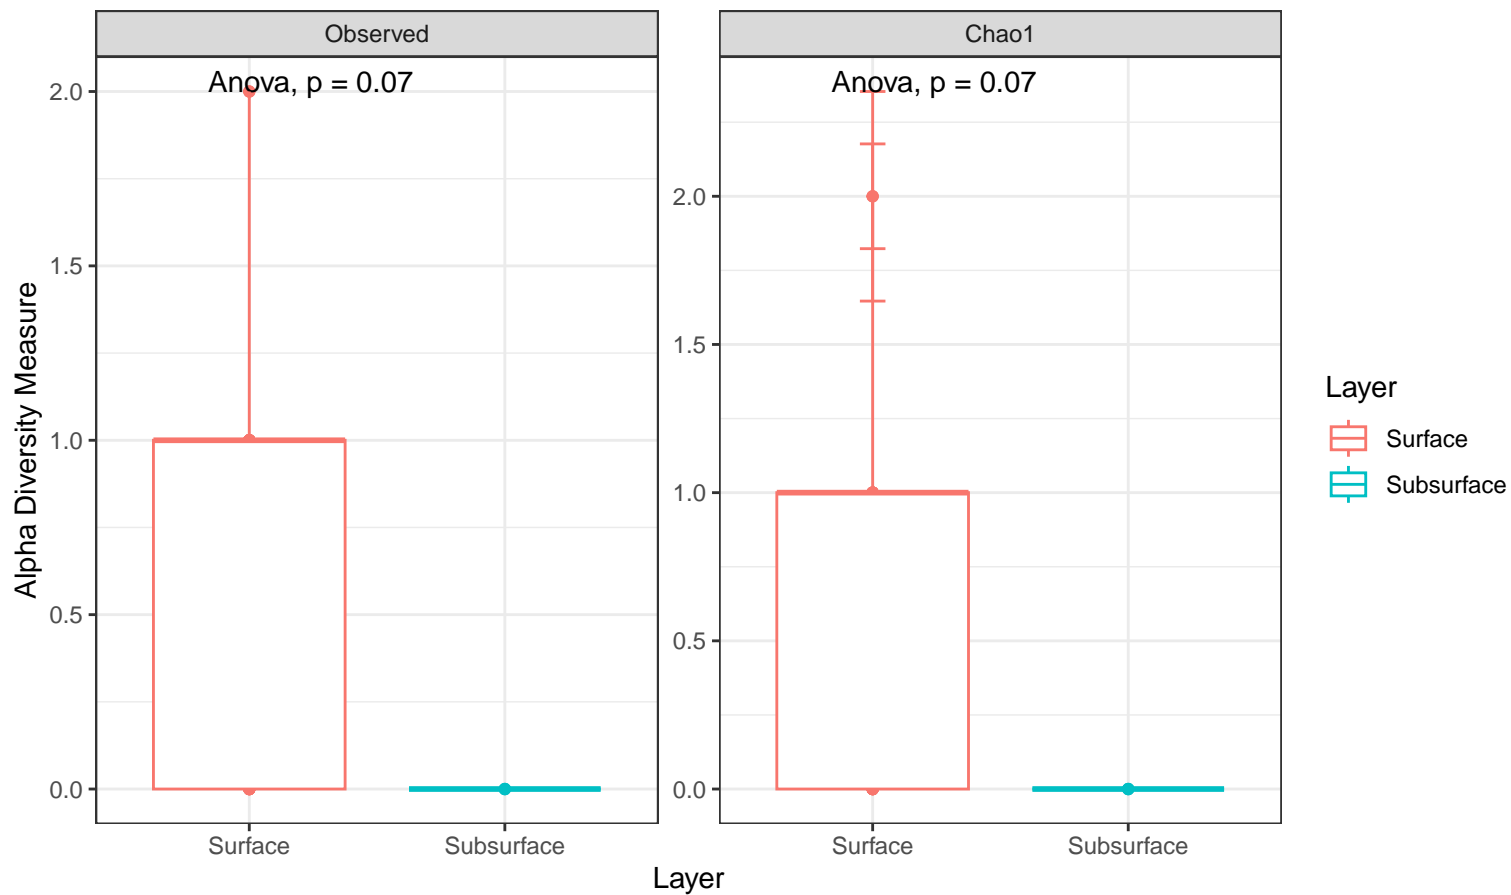 Observed
Chao1
Anova, p = 0.07
Anova, p = 0.07
2.0
1.5
1.0
0.5
0.0
2.0
1.5
1.0
0.5
0.0
Alpha Diversity Measure
Surface
Subsurface
Surface
Subsurface
Layer
Layer
Surface
Subsurface